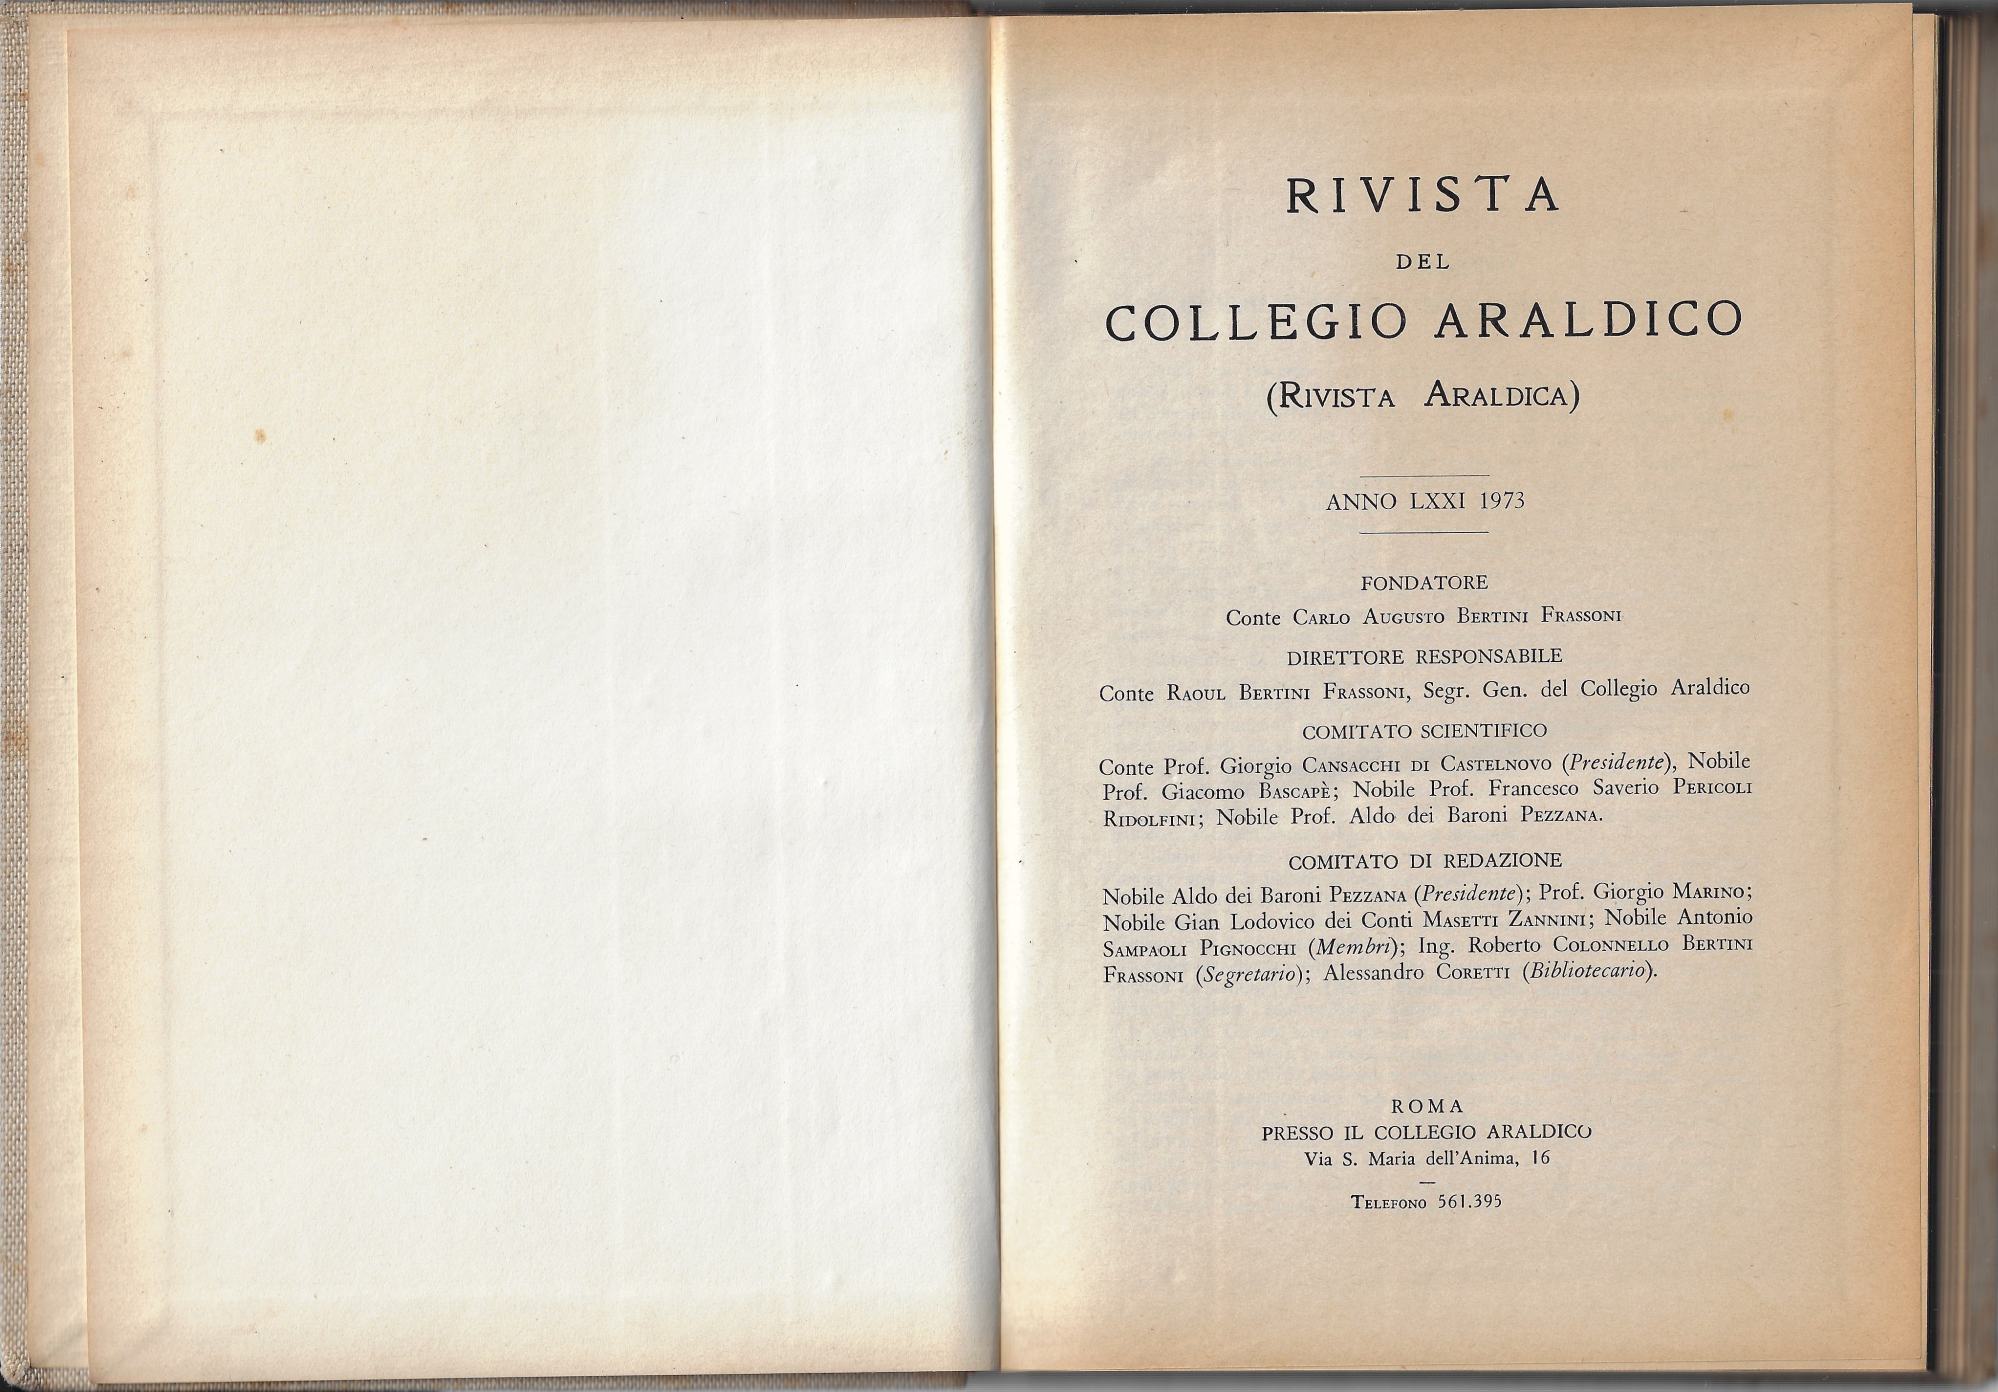 RIVISTA
DEL
COLLEGIO ARALDICO
(RIVISTA ARALDICA)
ANNO LXXI 1973
FONDATORE
Conte CARLO AUGUSTO BERTINI FRASSONI
DIRETTORE RESPONSABILE
Conte RAOUL BERTINI FRASSONI, Segr. Gen. del Collegio Araldico
COMITATO SCIENTIFICO
Conte Prof. Giorgio CANSACCHI DI CASTELNOVO (Presidente), Nobile
Prof. Giacomo BASCAPÈ; Nobile Prof. Francesco Saverio PERICOLI
RIDOLFINI; Nobile Prof. Aldo dei Baroni PEZZANA.
COMITATO DI REDAZIONE
Nobile Aldo dei Baroni PEZZANA (Presidente); Prof. Giorgio MARINO;
Nobile Gian Lodovico dei Conti MASETTI ZANNINI; Nobile Antonio
SAMPAOLI PIGNOCCHI (Membri); Ing. Roberto COLONNELLO BERTINI
FRASSONI (Segretario); Alessandro CORETTI (Bibliotecario).
ROMA
PRESSO IL COLLEGIO ARALDICO
Via S. Maria dell'Anima, 16
TELEFONO 561.395